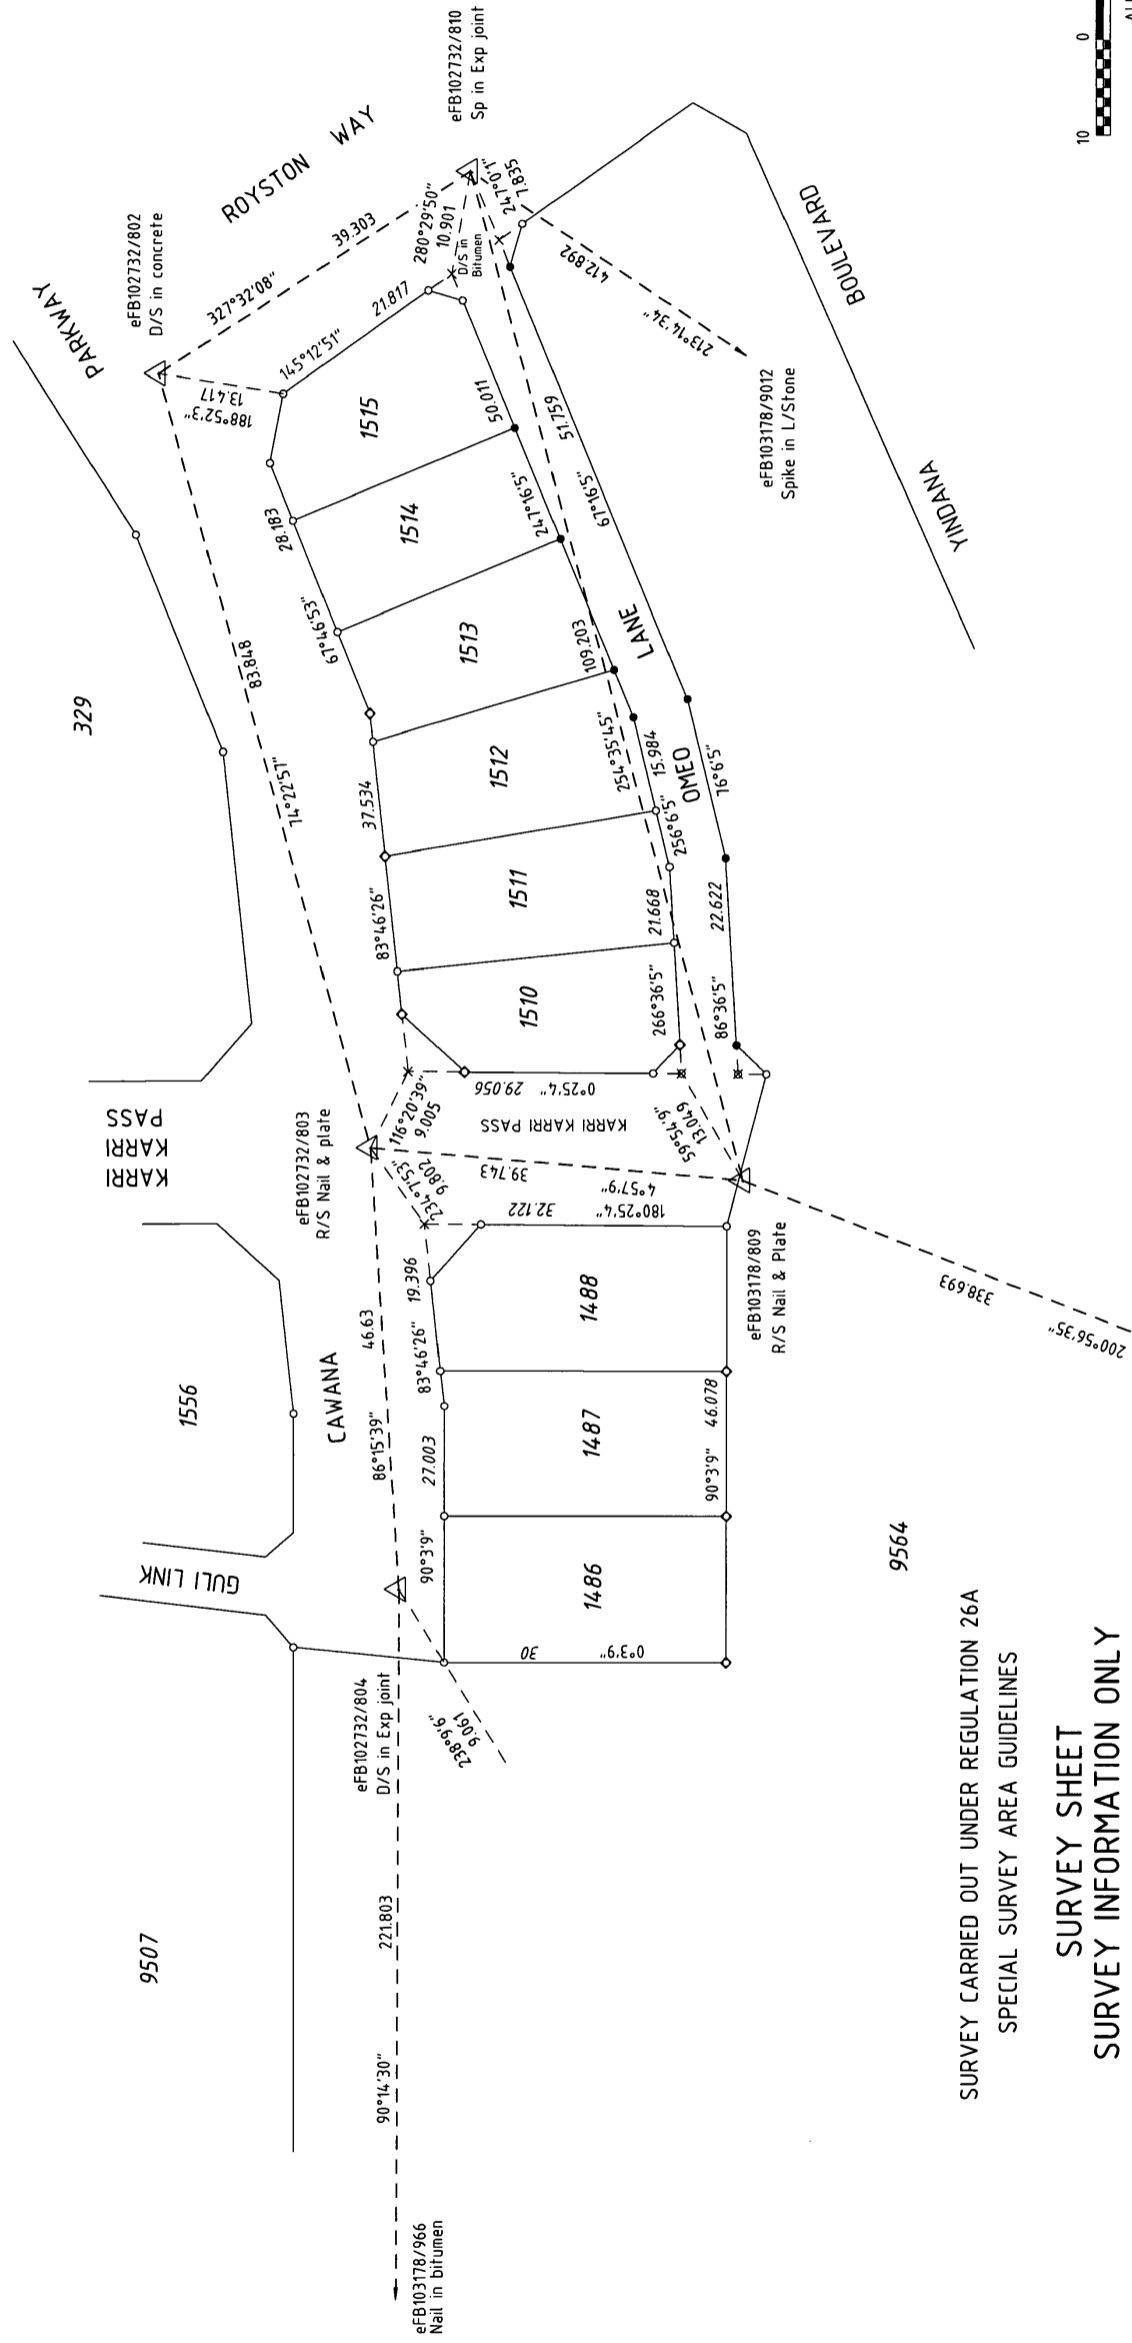 eFB103178/966
Nail in bitumen
90°14'30"
221.803
9507
eFB102732/804
D/S in Exp joint
238°9'6"
9.061
GULI LINK
1556
CAWANA
86°15'39"
46.63
90°3'9"
27.003
83°46'26"
19.396
1486
1487
1488
0°3'9"
30
90°3'9"
46.078
9564
KARRI
KARRI
PASS
eFB102732/803
R/S Nail & plate
234°7'53"
9.802
116°20'39"
9.005
180°25'4"
32.122
4°57'9"
39.743
KARRI KARRI PASS
0°25'4"
29.056
59°54'9"
13.049
eFB103178/809
R/S Nail & Plate
338.693
200°56'35"
329
PARKWAY
74°22'57"
83.848
eFB102732/802
D/S in concrete
188°52'3"
13.417
327°32'08"
39.303
ROYSTON WAY
145°12'51"
21.817
280°29'50"
10.901
D/S in
Bitumen
eFB102732/810
Sp in Exp joint
247°0'1"
7.835
83°46'26"
37.534
67°46'53"
28.183
1510
1511
1512
1513
1514
1515
266°36'5"
21.668
256°6'5"
15.984
254°35'45"
109.203
247°16'5"
50.011
86°36'5"
22.622
76°6'5"
67°16'5"
51.759
OMEO LANE
412.892
213°14'34"
eFB103178/9012
Spike in L/Stone
YINDANA BOULEVARD
SURVEY CARRIED OUT UNDER REGULATION 26A
SPECIAL SURVEY AREA GUIDELINES
SURVEY SHEET
SURVEY INFORMATION ONLY
10
0